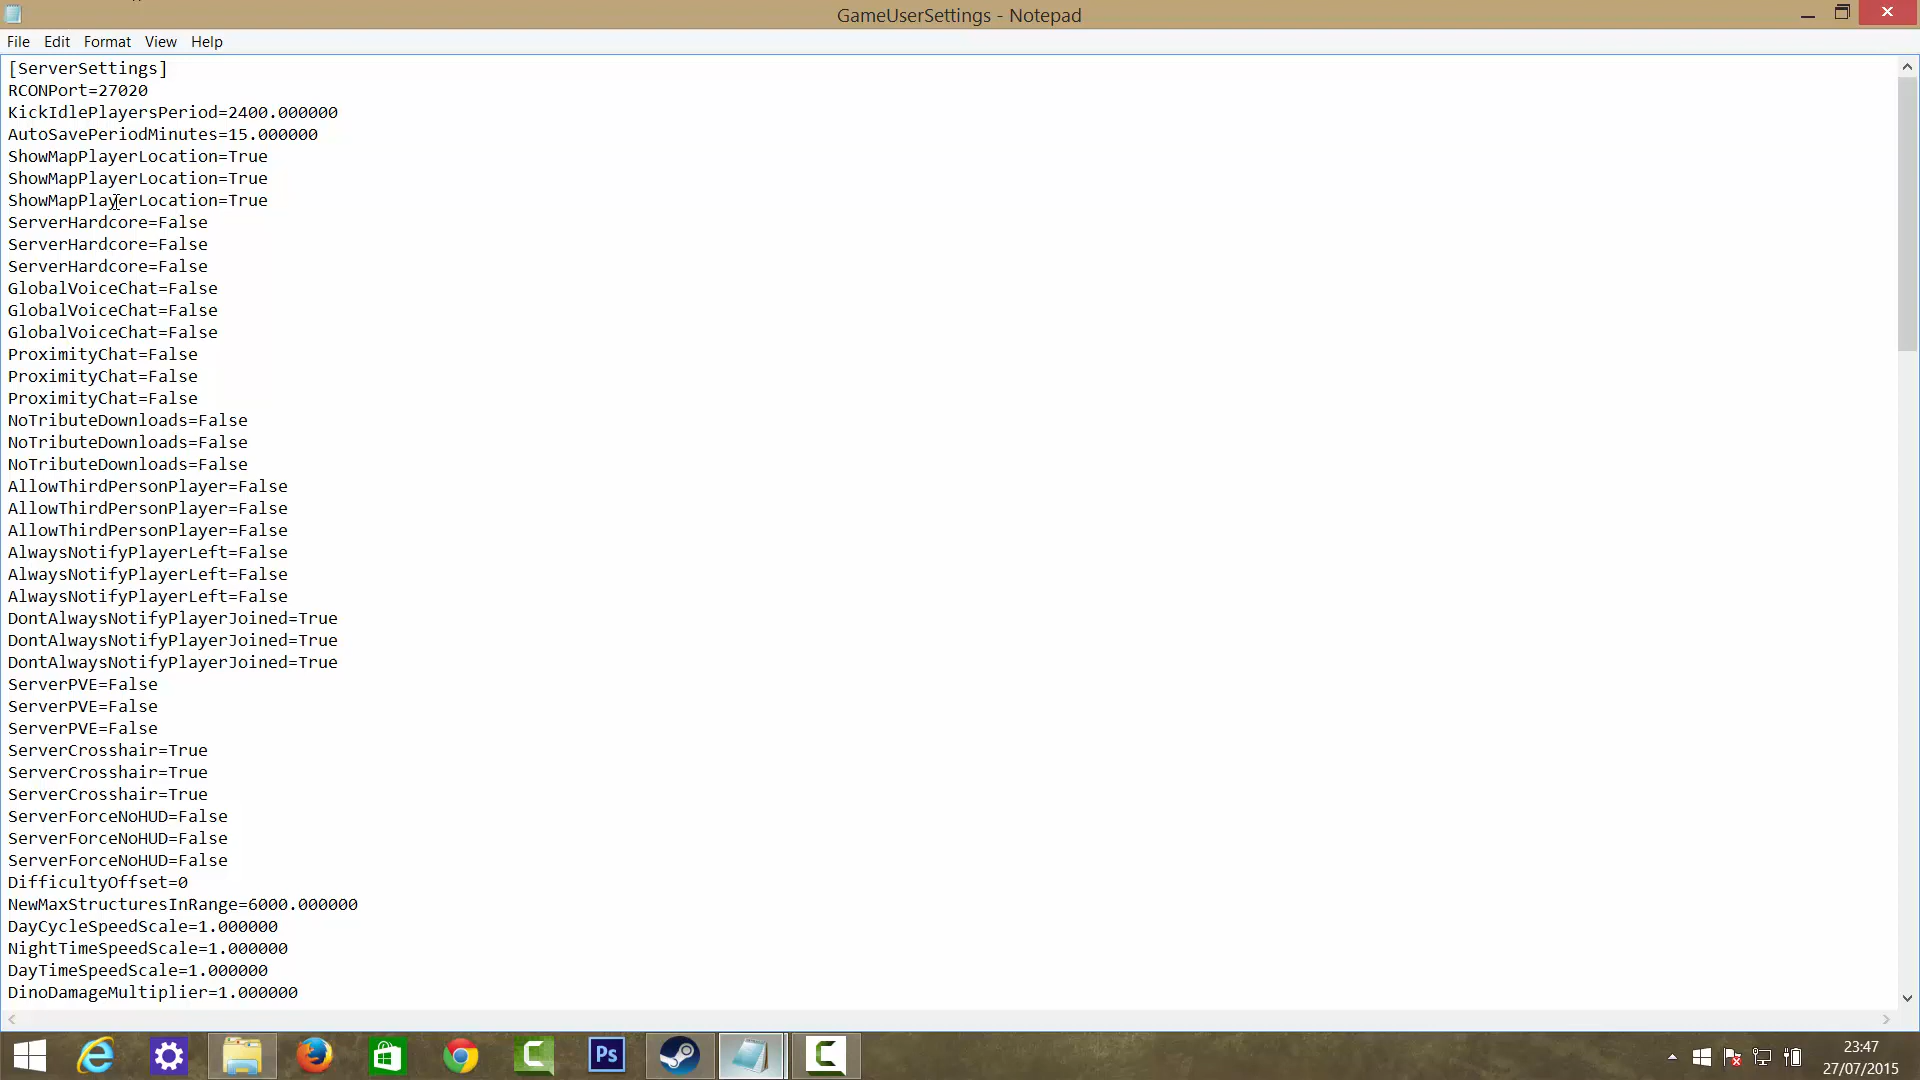 GameUserSettings - Notepad
File Edit Format View Help
[ServerSettings]
RCONPort=27020
KickIdlePlayersPeriod=2400.000000
AutoSavePeriodMinutes=15.000000
ShowMapPlayerLocation=True
ShowMapPlayerLocation=True
ShowMapPlayerLocation=True
ServerHardcore=False
ServerHardcore=False
ServerHardcore=False
GlobalVoiceChat=False
GlobalVoiceChat=False
GlobalVoiceChat=False
ProximityChat=False
ProximityChat=False
ProximityChat=False
NoTributeDownloads=False
NoTributeDownloads=False
NoTributeDownloads=False
AllowThirdPersonPlayer=False
AllowThirdPersonPlayer=False
AllowThirdPersonPlayer=False
AlwaysNotifyPlayerLeft=False
AlwaysNotifyPlayerLeft=False
AlwaysNotifyPlayerLeft=False
DontAlwaysNotifyPlayerJoined=True
DontAlwaysNotifyPlayerJoined=True
DontAlwaysNotifyPlayerJoined=True
ServerPVE=False
ServerPVE=False
ServerPVE=False
ServerCrosshair=True
ServerCrosshair=True
ServerCrosshair=True
ServerForceNoHUD=False
ServerForceNoHUD=False
ServerForceNoHUD=False
DifficultyOffset=0
NewMaxStructuresInRange=6000.000000
DayCycleSpeedScale=1.000000
NightTimeSpeedScale=1.000000
DayTimeSpeedScale=1.000000
DinoDamageMultiplier=1.000000
Ps
23:47
27/07/2015